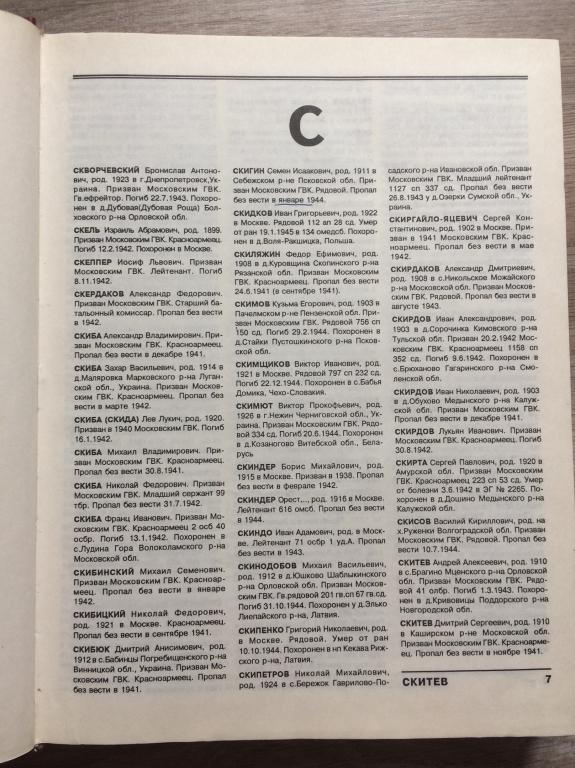 С
СКВОРЧЕВСКИЙ Бронислав Антоно-
вич, род. 1923 в г.Днепропетровск,Ук-
раина. Призван Московским ГВК.
Гв.ефрейтор. Погиб 22.7.1943. Похоро-
нен в д.Дубовая(Дубовая Роща) Бол-
ховского р-на Орловской обл.
СКЕЛЬ Израиль Абрамович, род. 1899.
Призван Московским ГВК. Красноармеец.
Погиб 12.2.1942. Похоронен в Москве.
СКЕППЕР Иосиф Львович. Призван
Московским ГВК. Лейтенант. Погиб
8.11.1942.
СКЕРДАКОВ Александр Федорович.
Призван Московским ГВК. Старший ба-
тальонный комиссар. Пропал без вести
в 1942.
СКИБА Александр Владимирович. При-
зван Московским ГВК. Красноармеец.
Пропал без вести в декабре 1941.
СКИБА Захар Васильевич, род. 1914 в
д.Маляровка Марковского р-на Луган-
ской обл., Украина. Призван Москов-
ским ГВК. Красноармеец. Пропал без
вести в марте 1942.
СКИБА (СКИДА) Лев Лукич, род. 1920.
Призван в 1940 Московским ГВК. Погиб
16.1.1942.
СКИБА Михаил Владимирович. При-
зван Московским ГВК. Красноармеец.
Пропал без вести 30.8.1941.
СКИБА Николай Федорович. Призван
Московским ГВК. Младший сержант 99
тбр. Пропал без вести 31.7.1942.
СКИБА Франц Иванович. Призван Мо-
сковским ГВК. Красноармеец 2 осб 40
осбр. Погиб 13.1.1942. Похоронен в
с.Лудина Гора Волоколамского р-на
Московской обл.
СКИБИНСКИЙ Михаил Семенович.
Призван Московским ГВК. Красноар-
меец. Пропал без вести в январе
1942.
СКИБИЦКИЙ Николай Федорович,
род. 1921 в Москве. Призван Москов-
ским ГВК. Красноармеец. Пропал без
вести в сентябре 1941.
СКИБЮК Дмитрий Анисимович, род.
1912 в с.Бабинцы Погребищенского р-на
Винницкой обл., Украина. Призван Мо-
сковским ГВК. Красноармеец. Пропал
без вести в 1941.
СКИГИН Семен Исаакович, род. 1911 в
Себежском р-не Псковской обл. При-
зван Московским ГВК. Рядовой. Пропал
без вести в январе 1944.
СКИДКОВ Иван Григорьевич, род. 1922
в Москве. Рядовой 112 ап 28 сд. Умер
от ран 19.1.1945 в 134 омедсб. Похоро-
нен в д.Воля-Ракшицка, Польша.
СКИЛЯЖИН Федор Ефимович, род.
1908 в д.Куровщина Скопинского р-на
Рязанской обл. Призван Московским
ГВК. Красноармеец. Пропал без вести
24.6.1941 (в сентябре 1941).
СКИМОВ Кузьма Егорович, род. 1903 в
Пачелмском р-не Пензенской обл. При-
зван Московским ГВК. Рядовой 756 сп
150 сд. Погиб 29.2.1944. Похоронен в
д.Стайки Пустошкинского р-на Псков-
ской обл.
СКИМЩИКОВ Виктор Иванович, род.
1921 в Москве. Рядовой 797 сп 232 сд.
Погиб 22.12.1944. Похоронен в с.Бабья
Домика, Чехо-Словакия.
СКИМЮТ Виктор Прокофьевич, род.
1926 в г.Нежин Черниговской обл., Ук-
раина. Призван Московским ГВК. Рядо-
вой 334 сд. Погиб 20.6.1944. Похоронен
в д.Козаногово Витебской обл., Бела-
русь
СКИНДЕР Борис Михайлович, род.
1915 в Москве. Призван в 1938. Пропал
без вести в феврале 1942.
СКИНДЕР Орест..., род. 1916 в Москве.
Лейтенант 616 омсб. Пропал без вести
в 1944.
СКИНДО Иван Адамович, род. в Моск-
ве. Лейтенант 71 осбр 1 уд.А. Пропал
без вести в 1943.
СКИНОДОБОВ Михаил Васильевич,
род. 1912 в д.Юшково Шаблыкинского
р-на Орловской обл. Призван Москов-
ским ГВК. Гв.рядовой 201 гв.сп 67 гв.сд.
Погиб 31.10.1944. Похоронен у д.Элько
Лиепайского р-на, Латвия.
СКИПЕНКО Григорий Николаевич, род.
в Москве. Рядовой. Умер от ран
10.10.1944. Похоронен в нп Кекава Риж-
ского р-на, Латвия.
СКИПЕТРОВ Николай Михайлович,
род. 1924 в с.Бережок Гаврилово-По-
садского р-на Ивановской обл. Призван
Московским ГВК. Младший лейтенант
1127 сп 337 сд. Пропал без вести
26.8.1943 у д.Озерки Сумской обл., Ук-
раина.
СКИРГАЙЛО-ЯЦЕВИЧ Сергей Кон-
стантинович, род. 1902 в Москве. При-
зван в 1941 Московским ГВК. Красно-
армеец. Пропал без вести в мае
1942.
СКИРДАКОВ Александр Дмитриевич,
род. 1908 в с.Никольское Можайского
р-на Московской обл. Призван Москов-
ским ГВК. Рядовой. Пропал без вести в
августе 1943.
СКИРДОВ Иван Александрович, род.
1903 в д.Сорочинка Кимовского р-на
Тульской обл. Призван 20.2.1942 Мос-
ковским ГВК. Красноармеец 1158 сп
352 сд. Погиб 9.6.1942. Похоронен в
с.Брюханово Гагаринского р-на Смо-
ленской обл.
СКИРДОВ Иван Николаевич, род. 1903
в д.Обухово Медынского р-на Калуж-
ской обл. Призван Московским ГВК.
Пропал без вести в декабре 1941.
СКИРДОВ Лукьян Иванович. Призван
Московским ГВК. Красноармеец. Погиб
30.8.1942.
СКИРТА Сергей Павлович, род. 1920 в
Амурской обл. Призван Московским
ГВК. Красноармеец 223 сп 53 сд. Умер
от болезни 3.6.1942 в ЭГ № 2265. По-
хоронен в д.Дошино Медынского р-на
Калужской обл.
СКИСОВ Василий Кириллович, род. на
х.Руженки Волгоградской обл. Призван
Московским ГВК. Рядовой. Пропал без
вести 10.7.1944.
СКИТЕВ Андрей Алексеевич, род. 1910
в с.Брагино Мценского р-на Орловской
обл. Призван Московским ГВК. Рядо-
вой 41 олбр. Погиб 1.3.1943. Похоро-
нен в д.Кривовицы Поддорского р-на
Новгородской обл.
СКИТЕВ Дмитрий Сергеевич, род. 1910
в Каширском р-не Московской обл.
Призван Московским ГВК. Красноарме-
ец. Пропал без вести в ноябре 1941.
СКИТЕВ 7